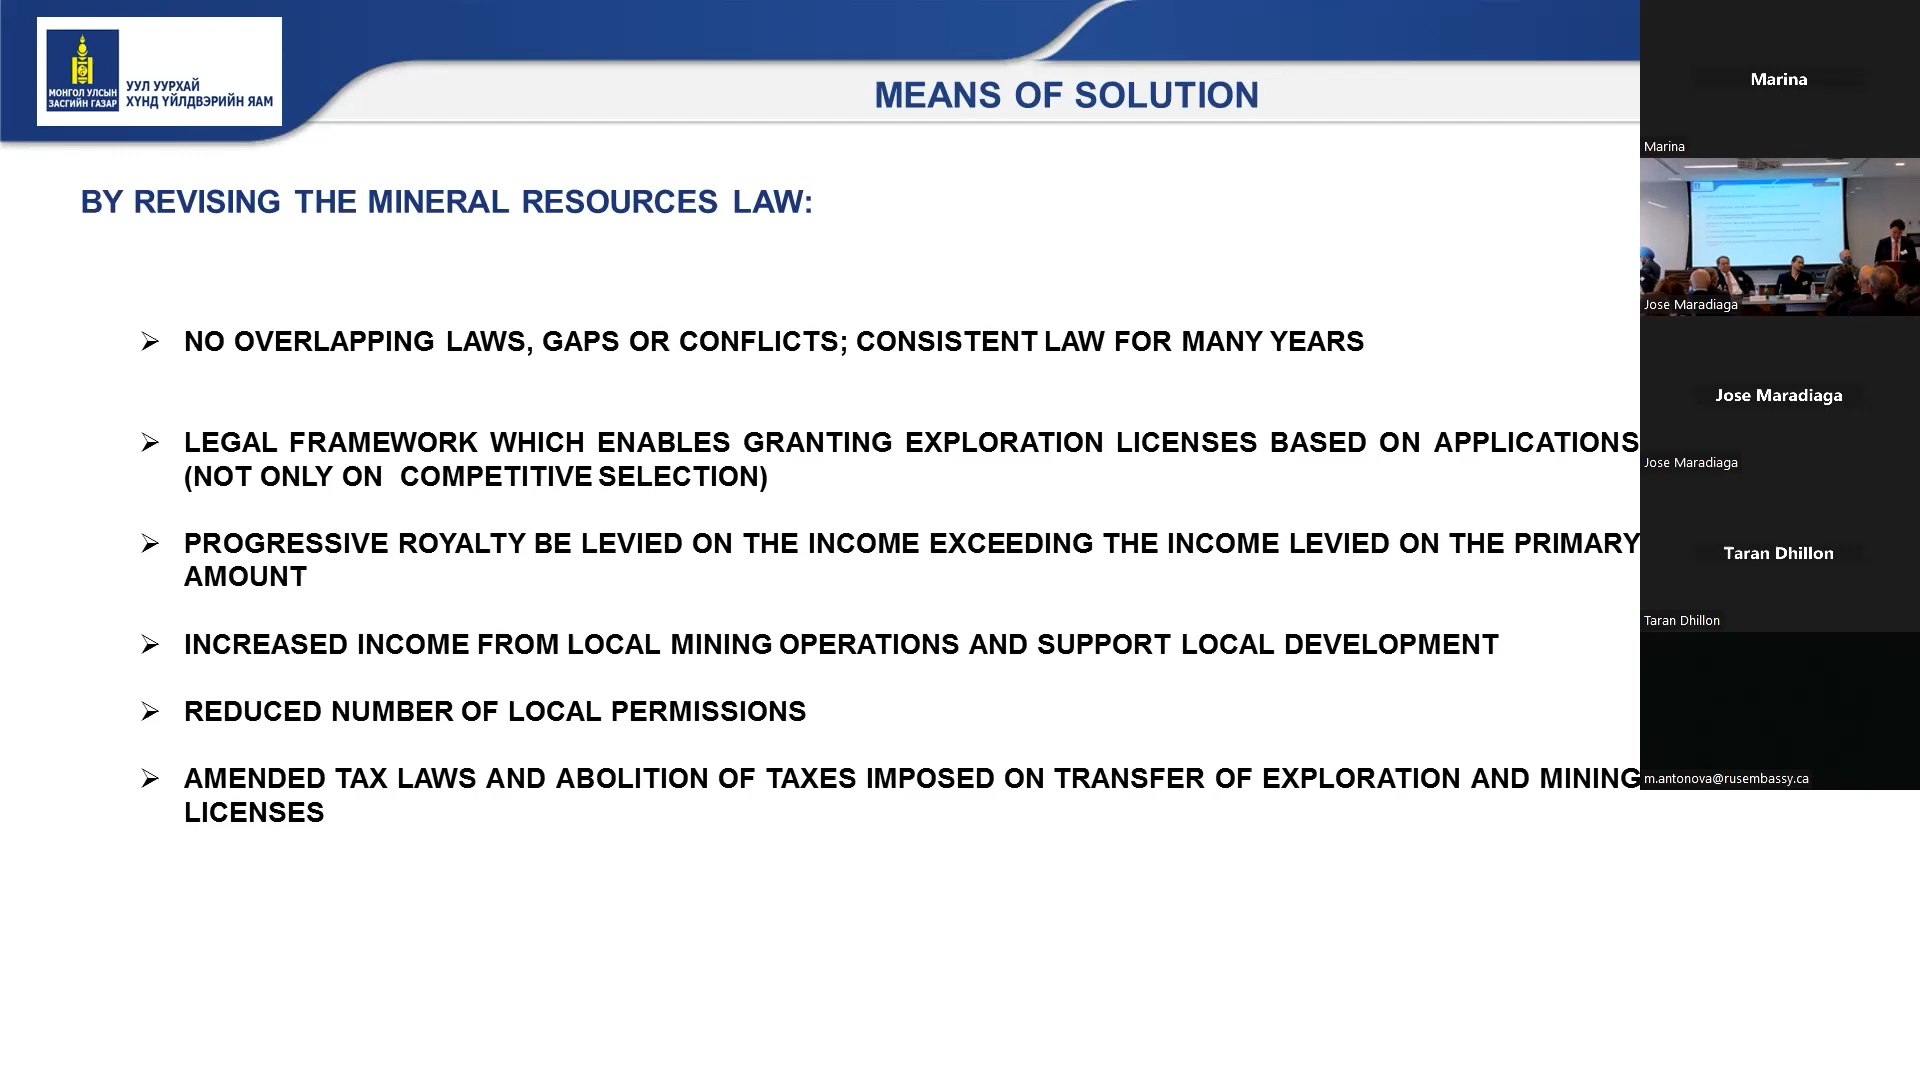 МОНГОЛ УЛСЫН
ЗАСГИЙН ГАЗАР
УУЛ УУРХАЙ
ХҮНД ҮЙЛДВЭРИЙН ЯАМ
MEANS OF SOLUTION
BY REVISING THE MINERAL RESOURCES LAW:
➢ NO OVERLAPPING LAWS, GAPS OR CONFLICTS; CONSISTENT LAW FOR MANY YEARS
➢ LEGAL FRAMEWORK WHICH ENABLES GRANTING EXPLORATION LICENSES BASED ON APPLICATIONS
(NOT ONLY ON COMPETITIVE SELECTION)
➢ PROGRESSIVE ROYALTY BE LEVIED ON THE INCOME EXCEEDING THE INCOME LEVIED ON THE PRIMARY
AMOUNT
➢ INCREASED INCOME FROM LOCAL MINING OPERATIONS AND SUPPORT LOCAL DEVELOPMENT
➢ REDUCED NUMBER OF LOCAL PERMISSIONS
➢ AMENDED TAX LAWS AND ABOLITION OF TAXES IMPOSED ON TRANSFER OF EXPLORATION AND MINING
LICENSES
Marina
Marina
Jose Maradiaga
Jose Maradiaga
Jose Maradiaga
Taran Dhillon
Taran Dhillon
m.antonova@rusembassy.ca